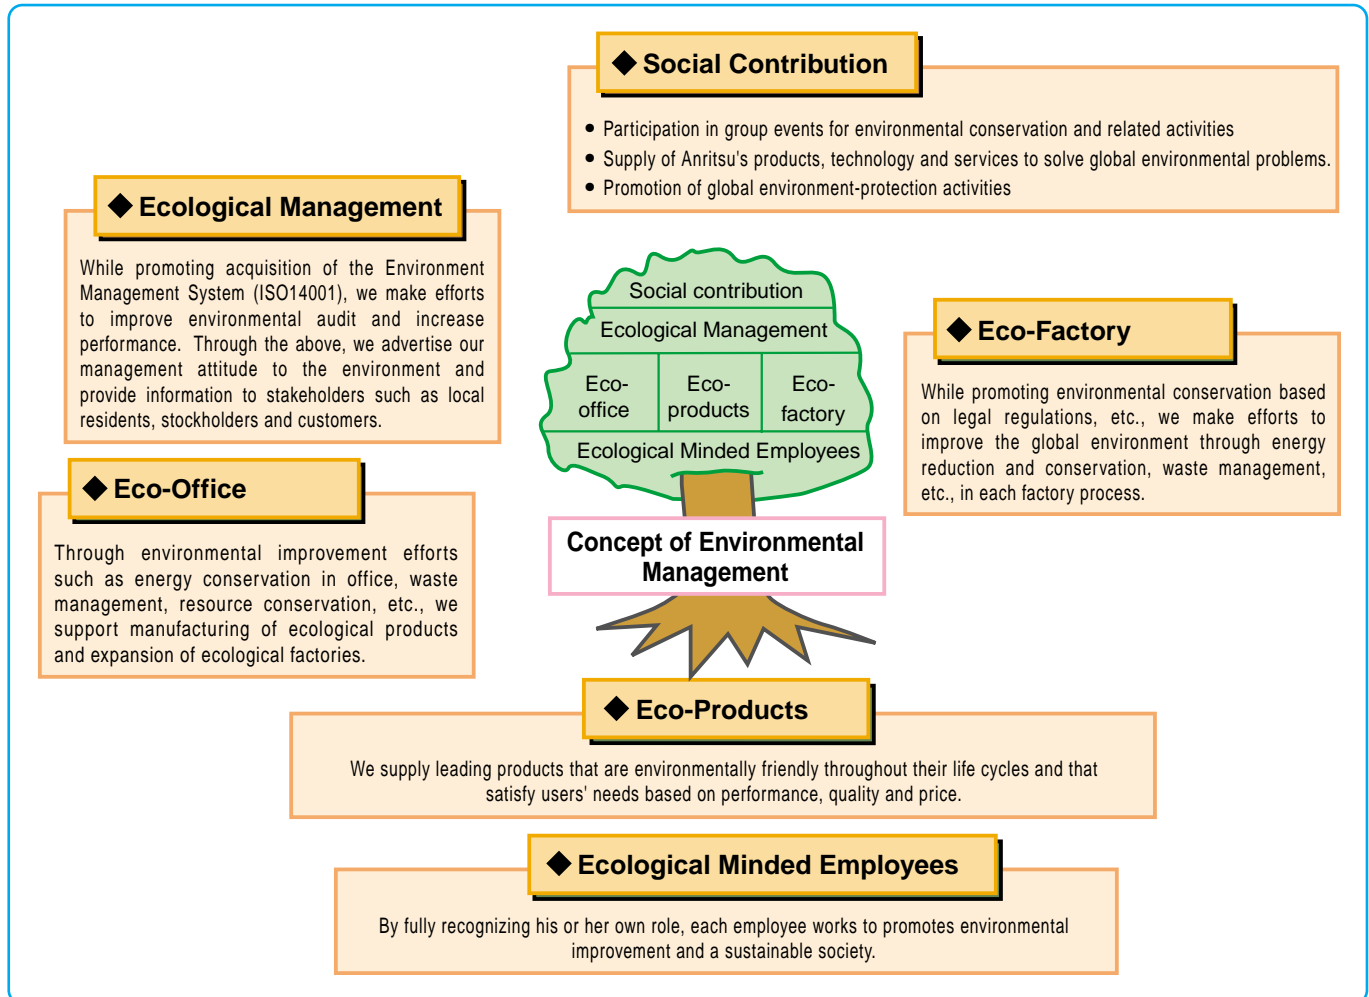 ◆ Social Contribution
• Participation in group events for environmental conservation and related activities
• Supply of Anritsu's products, technology and services to solve global environmental problems.
• Promotion of global environment-protection activities
◆ Ecological Management
While promoting acquisition of the Environment
Management System (ISO14001), we make efforts
to improve environmental audit and increase
performance. Through the above, we advertise our
management attitude to the environment and
provide information to stakeholders such as local
residents, stockholders and customers.
Social contribution
Ecological Management
Eco-
office
Eco-
products
Eco-
factory
Ecological Minded Employees
Concept of Environmental
Management
◆ Eco-Factory
While promoting environmental conservation based
on legal regulations, etc., we make efforts to
improve the global environment through energy
reduction and conservation, waste management,
etc., in each factory process.
◆ Eco-Office
Through environmental improvement efforts
such as energy conservation in office, waste
management, resource conservation, etc., we
support manufacturing of ecological products
and expansion of ecological factories.
◆ Eco-Products
We supply leading products that are environmentally friendly throughout their life cycles and that
satisfy users' needs based on performance, quality and price.
◆ Ecological Minded Employees
By fully recognizing his or her own role, each employee works to promotes environmental
improvement and a sustainable society.